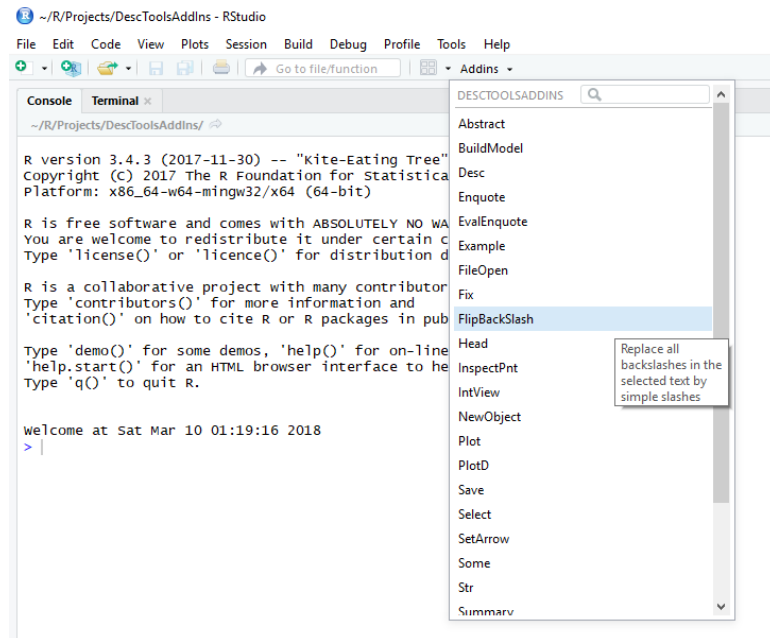 ~/R/Projects/DescToolsAddIns - RStudio
File Edit Code View Plots Session Build Debug Profile Tools Help
Go to file/function Addins
Console Terminal
~/R/Projects/DescToolsAddIns/
R version 3.4.3 (2017-11-30) -- "Kite-Eating Tree"
Copyright (C) 2017 The R Foundation for Statistica
Platform: x86_64-w64-mingw32/x64 (64-bit)
R is free software and comes with ABSOLUTELY NO WA
You are welcome to redistribute it under certain c
Type 'license()' or 'licence()' for distribution d
R is a collaborative project with many contributor
Type 'contributors()' for more information and
'citation()' on how to cite R or R packages in pub
Type 'demo()' for some demos, 'help()' for on-line
'help.start()' for an HTML browser interface to he
Type 'q()' to quit R.
Welcome at Sat Mar 10 01:19:16 2018
>
DESCTOOLSADDINS
Abstract
BuildModel
Desc
Enquote
EvalEnquote
Example
FileOpen
Fix
FlipBackSlash
Head
InspectPnt
IntView
NewObject
Plot
PlotD
Save
Select
SetArrow
Some
Str
Summary
Replace all
backslashes in the
selected text by
simple slashes